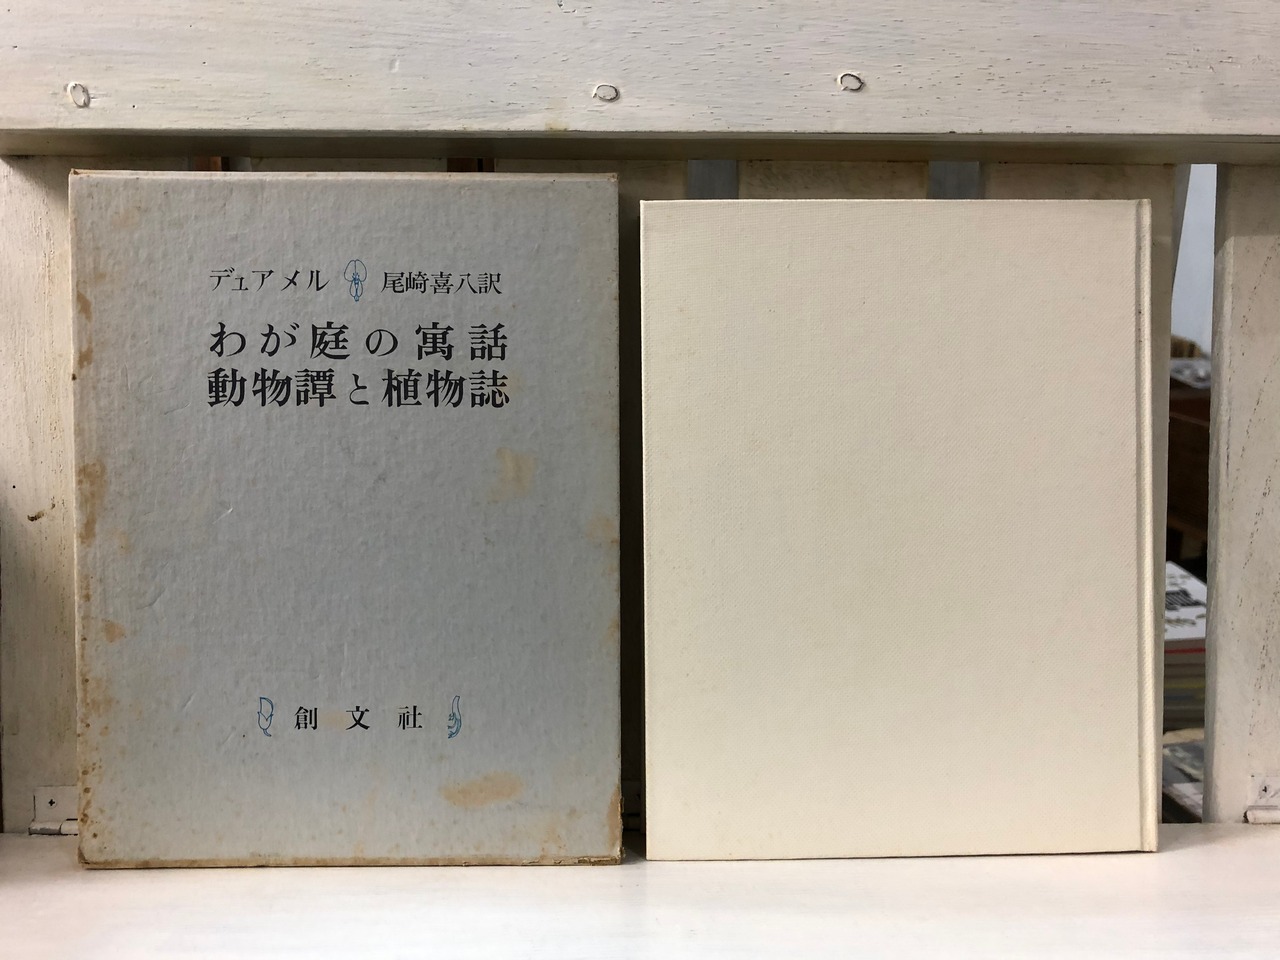 デュアメル 尾崎喜八訳
わが庭の寓話
動物譚と植物誌
創文社